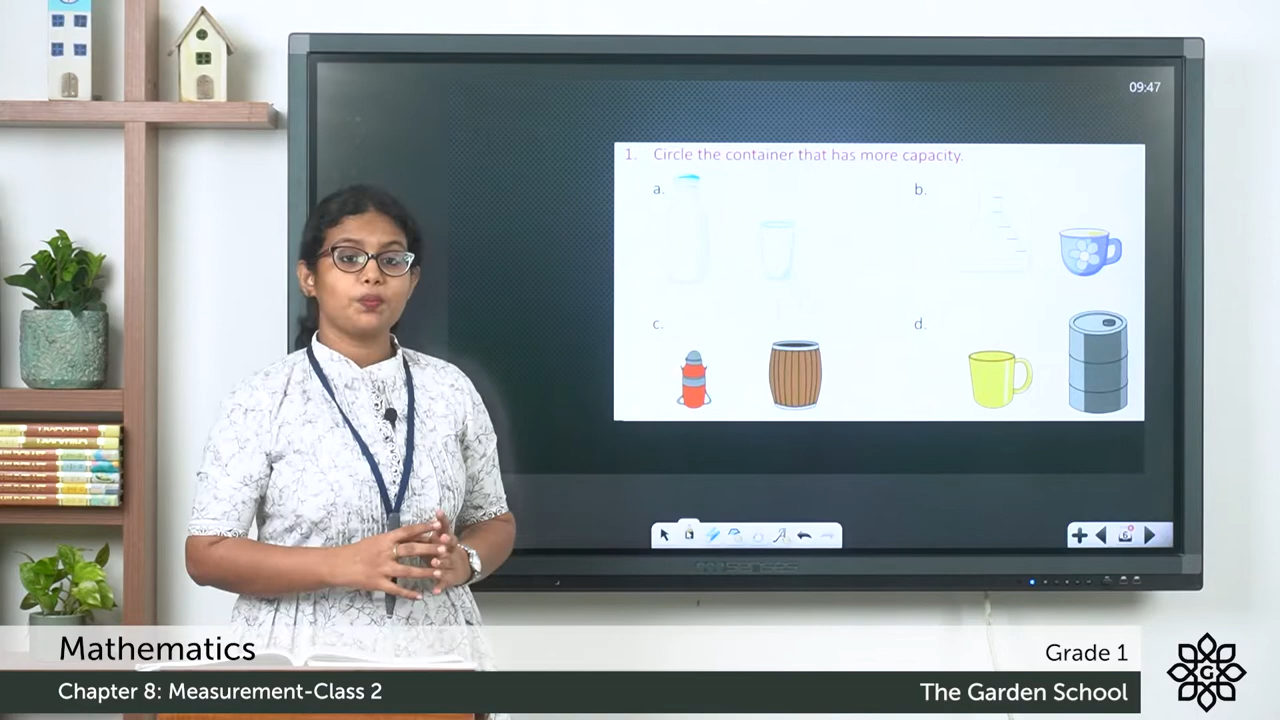 09:47
1. Circle the container that has more capacity.
a.
b.
c.
d.
Mathematics
Grade 1
Chapter 8: Measurement-Class 2
The Garden School
G